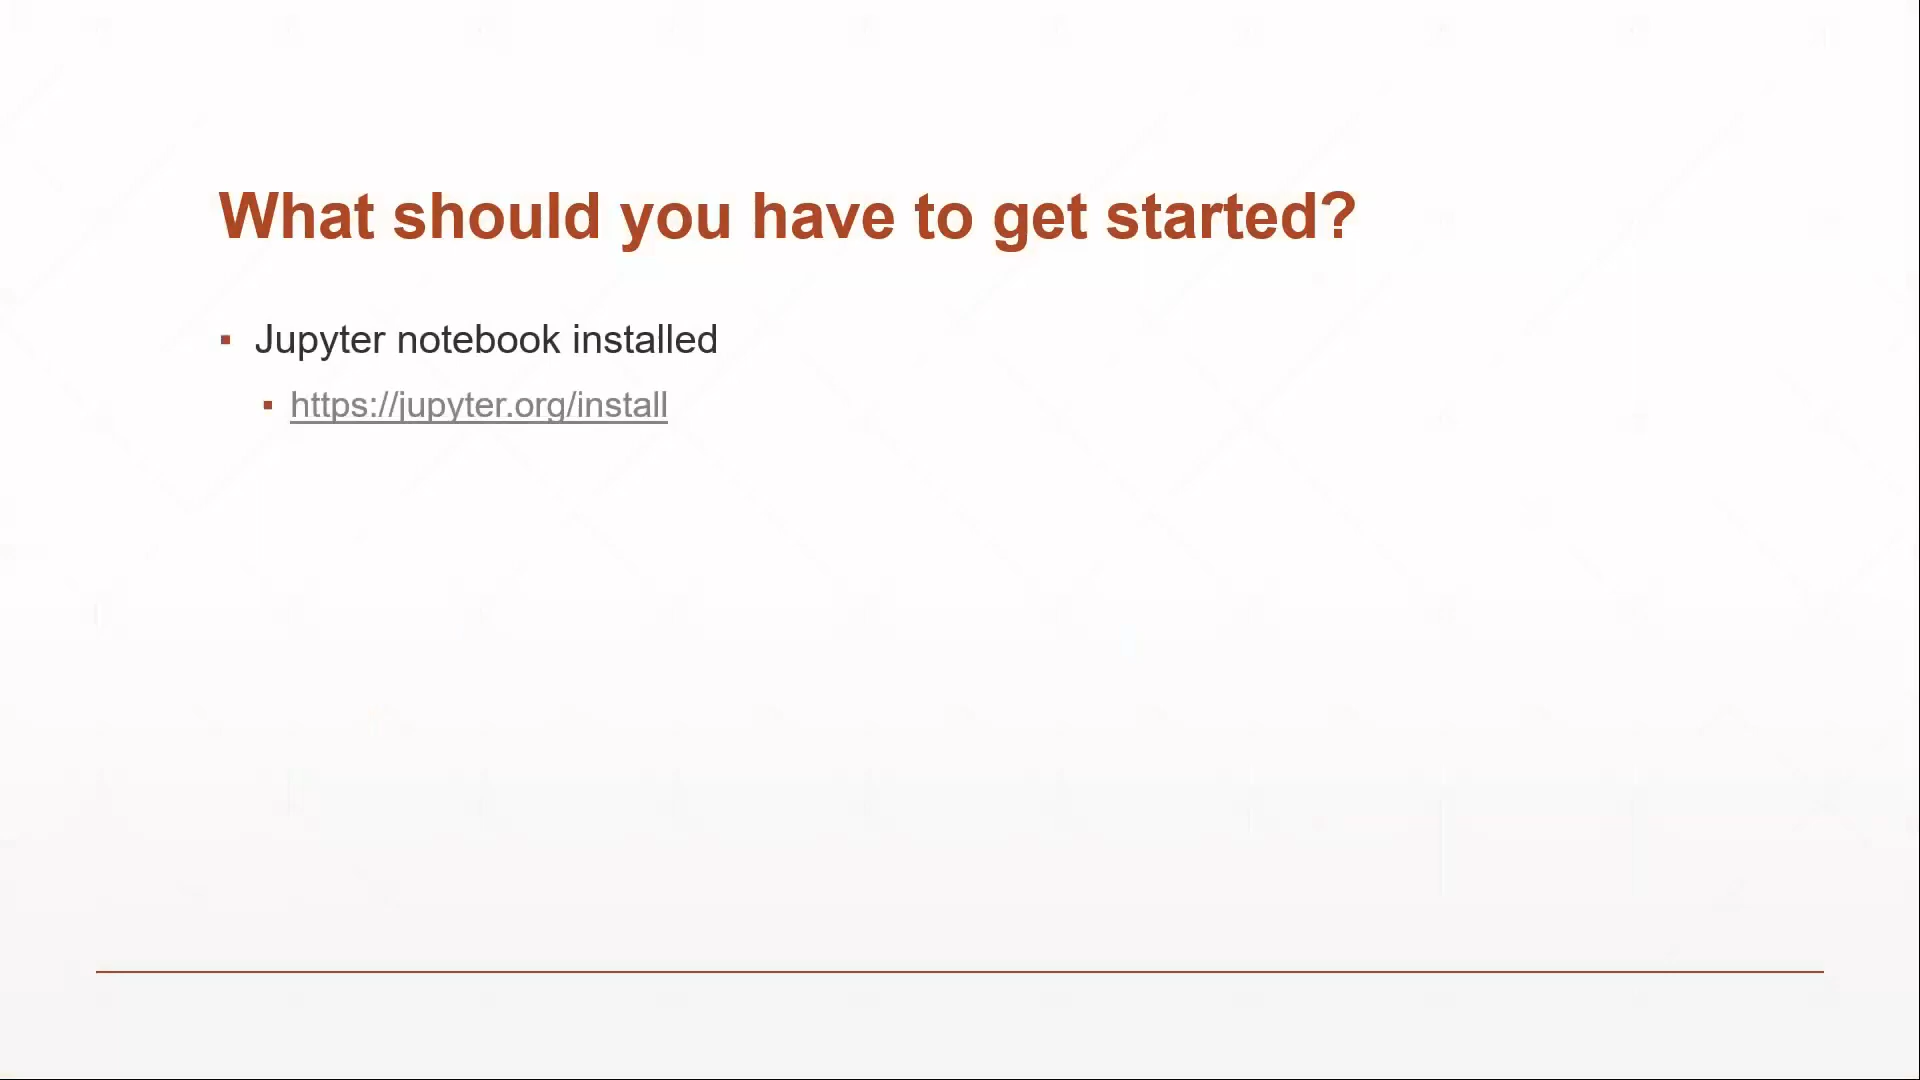 What should you have to get started?
▪ Jupyter notebook installed
▪ https://jupyter.org/install